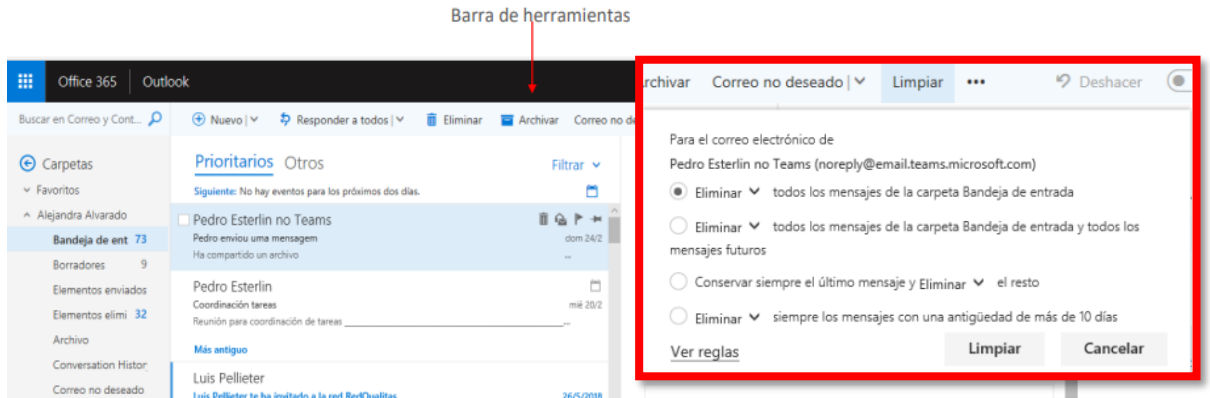 Barra de herramientas
Office 365 Outlook
Buscar en Correo y Cont...
Nuevo | Responder a todos | Eliminar Archivar Correo no de
Carpetas
Favoritos
Alejandra Alvarado
Bandeja de ent 73
Borradores 9
Elementos enviados
Elementos elimi 32
Archivo
Conversation Histor
Correo no deseado
Prioritarios Otros Filtrar
Siguiente: No hay eventos para los próximos dos días.
Pedro Esterlin no Teams
Pedro enviou uma mensagem dom 24/2
Ha compartido un archivo ...
Pedro Esterlin
Coordinación tareas mié 20/2
Reunión para coordinación de tareas ...
Más antiguo
Luis Pellieter
Luis Pellieter te ha invitado a la red RedQualitas 26/5/2018
rchivar Correo no deseado | Limpiar ••• Deshacer
Para el correo electrónico de
Pedro Esterlin no Teams (noreply@email.teams.microsoft.com)
Eliminar todos los mensajes de la carpeta Bandeja de entrada
Eliminar todos los mensajes de la carpeta Bandeja de entrada y todos los
mensajes futuros
Conservar siempre el último mensaje y Eliminar el resto
Eliminar siempre los mensajes con una antigüedad de más de 10 días
Ver reglas Limpiar Cancelar